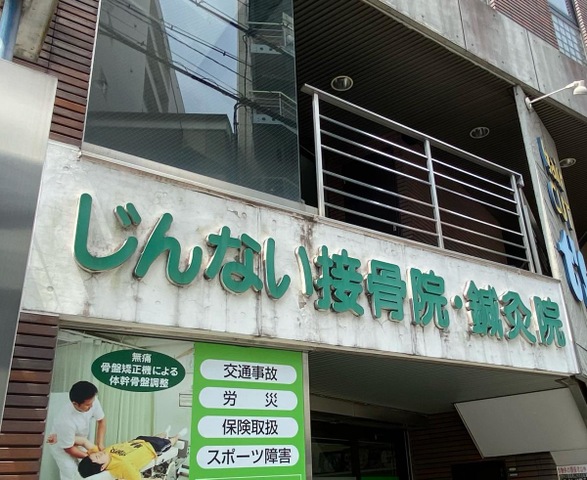 じんない接骨院・鍼灸院
無痛
骨盤矯正機による
体幹骨盤調整
交通事故
労災
保険取扱
スポーツ障害